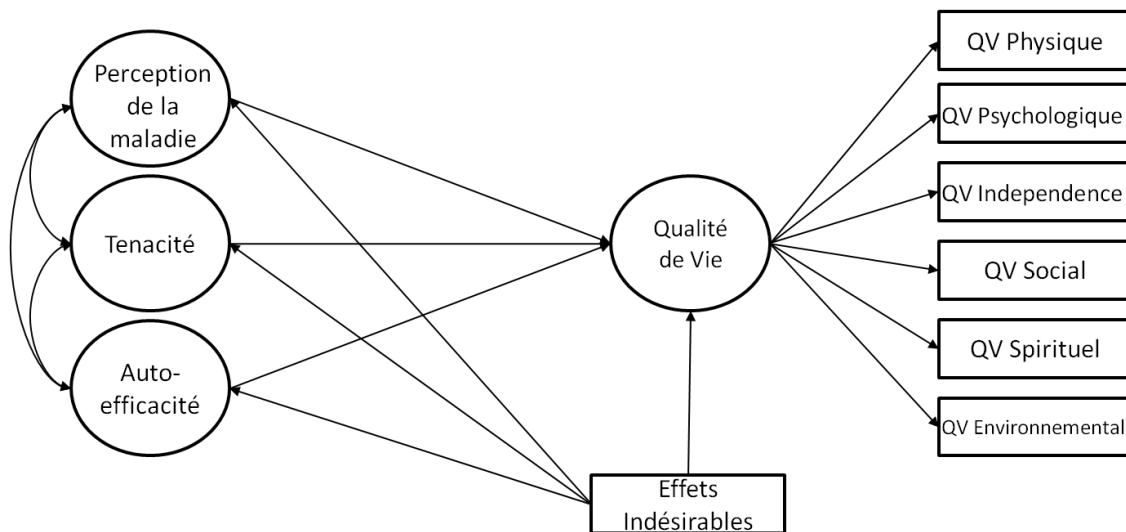 Perception
de la
maladie
Tenacité
Auto-
efficacité
Qualité
de Vie
Effets
Indésirables
QV Physique
QV Psychologique
QV Independence
QV Social
QV Spirituel
QV Environnemental